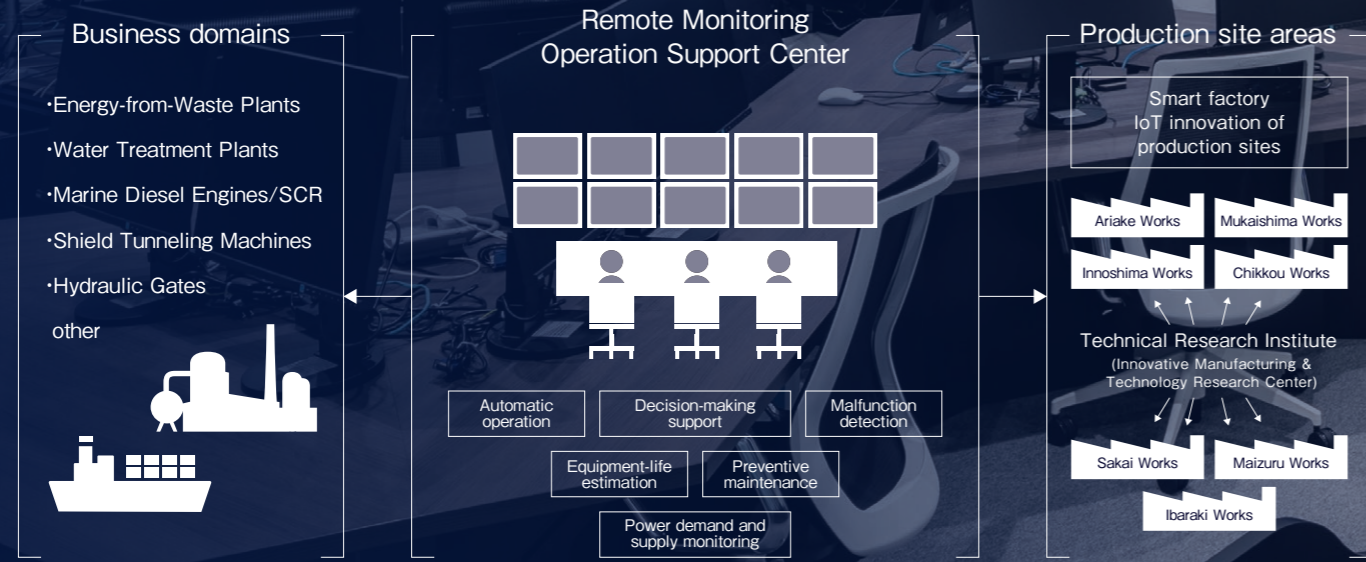 Business domains
・Energy-from-Waste Plants
・Water Treatment Plants
・Marine Diesel Engines/SCR
・Shield Tunneling Machines
・Hydraulic Gates
other
Remote Monitoring
Operation Support Center
Automatic
operation
Decision-making
support
Malfunction
detection
Equipment-life
estimation
Preventive
maintenance
Power demand and
supply monitoring
Production site areas
Smart factory
IoT innovation of
production sites
Ariake Works
Mukaishima Works
Innoshima Works
Chikkou Works
Technical Research Institute
(Innovative Manufacturing &
Technology Research Center)
Sakai Works
Maizuru Works
Ibaraki Works